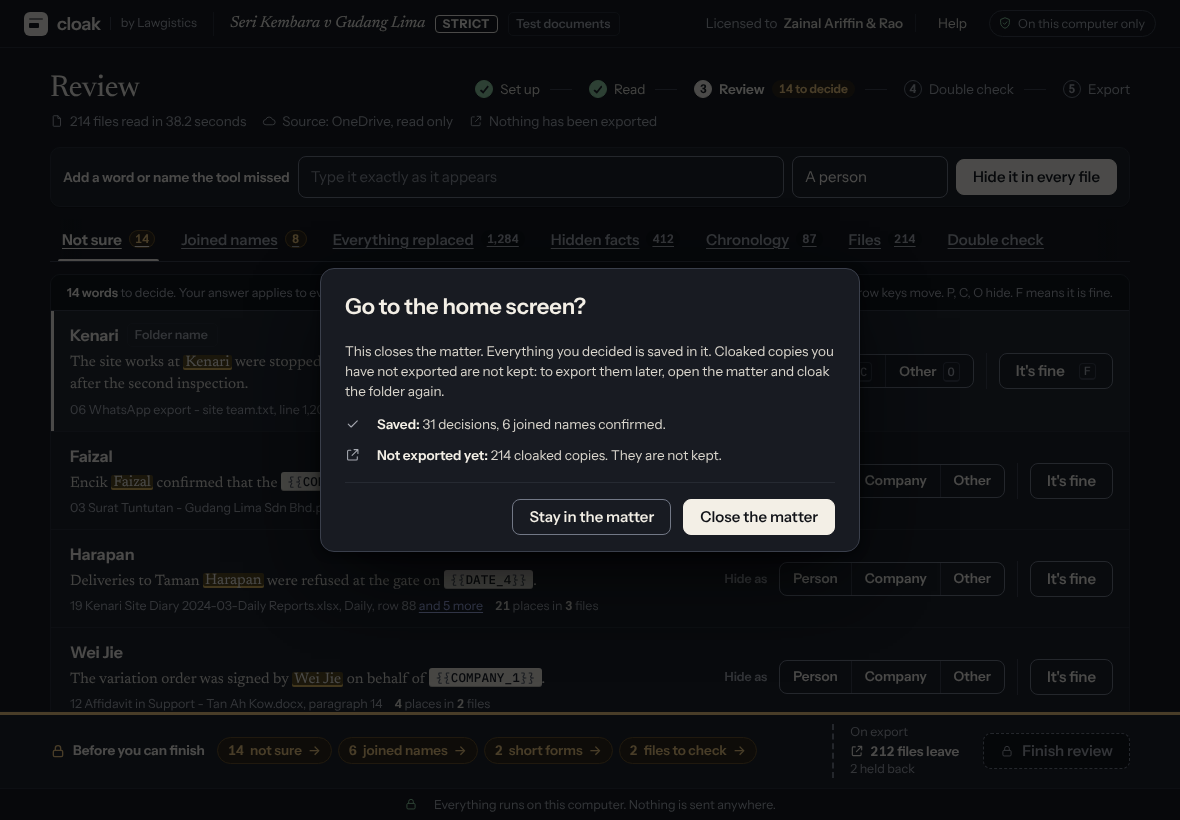 cloak by Lawgistics Seri Kembara v Gudang Lima STRICT Test documents Licensed to Zainal Ariffin & Rao Help On this computer only
Review
Set up Read 3 Review 14 to decide 4 Double check 5 Export
214 files read in 38.2 seconds Source: OneDrive, read only Nothing has been exported
Add a word or name the tool missed Type it exactly as it appears A person Hide it in every file
Not sure 14 Joined names 8 Everything replaced 1,284 Hidden facts 412 Chronology 87 Files 214 Double check
14 words to decide. Your answer applies to row keys move. P, C, O hide. F means it is fine.
Go to the home screen?
This closes the matter. Everything you decided is saved in it. Cloaked copies you
have not exported are not kept: to export them later, open the matter and cloak
the folder again.
Saved: 31 decisions, 6 joined names confirmed.
Not exported yet: 214 cloaked copies. They are not kept.
Stay in the matter Close the matter
Kenari Folder name
The site works at Kenari were stopped
after the second inspection.
06 WhatsApp export - site team.txt, line
C Other O It's fine F
Faizal
Encik Faizal confirmed that the
03 Surat Tuntutan - Gudang Lima Sdn
Company Other It's fine
Harapan
Deliveries to Taman Harapan were refused at the gate on {{DATE_4}}.
19 Kenari Site Diary 2024-03-Daily Reports.xlsx, Daily, row 88 and 5 more 21 places in 3 files
Hide as Person Company Other It's fine
Wei Jie
The variation order was signed by Wei Jie on behalf of {{COMPANY_1}}.
12 Affidavit in Support - Tan Ah Kow.docx, paragraph 14 4 places in 2 files
Hide as Person Company Other It's fine
Before you can finish 14 not sure → 6 joined names → 2 short forms → 2 files to check →
On export
212 files leave
2 held back
Finish review
Everything runs on this computer. Nothing is sent anywhere.